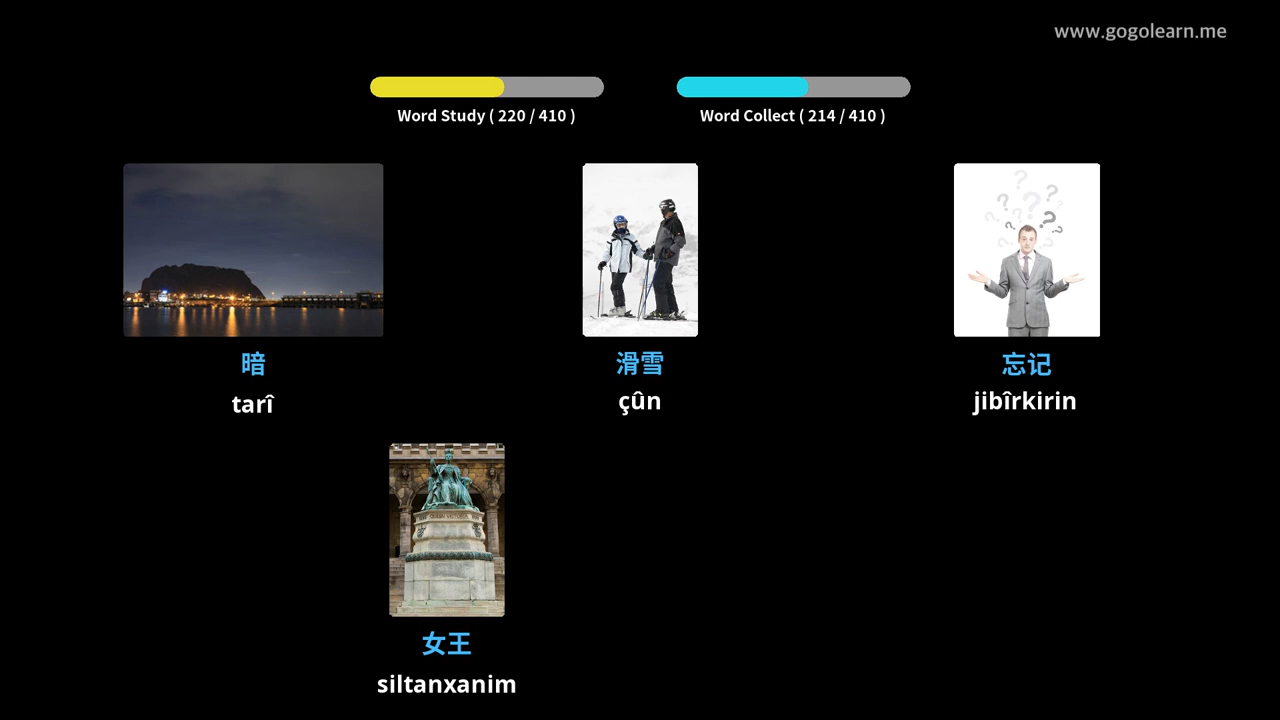 www.gogolearn.me
Word Study ( 220 / 410 )
Word Collect ( 214 / 410 )
暗
tarî
滑雪
çûn
忘记
jibîrkirin
女王
siltanxanim